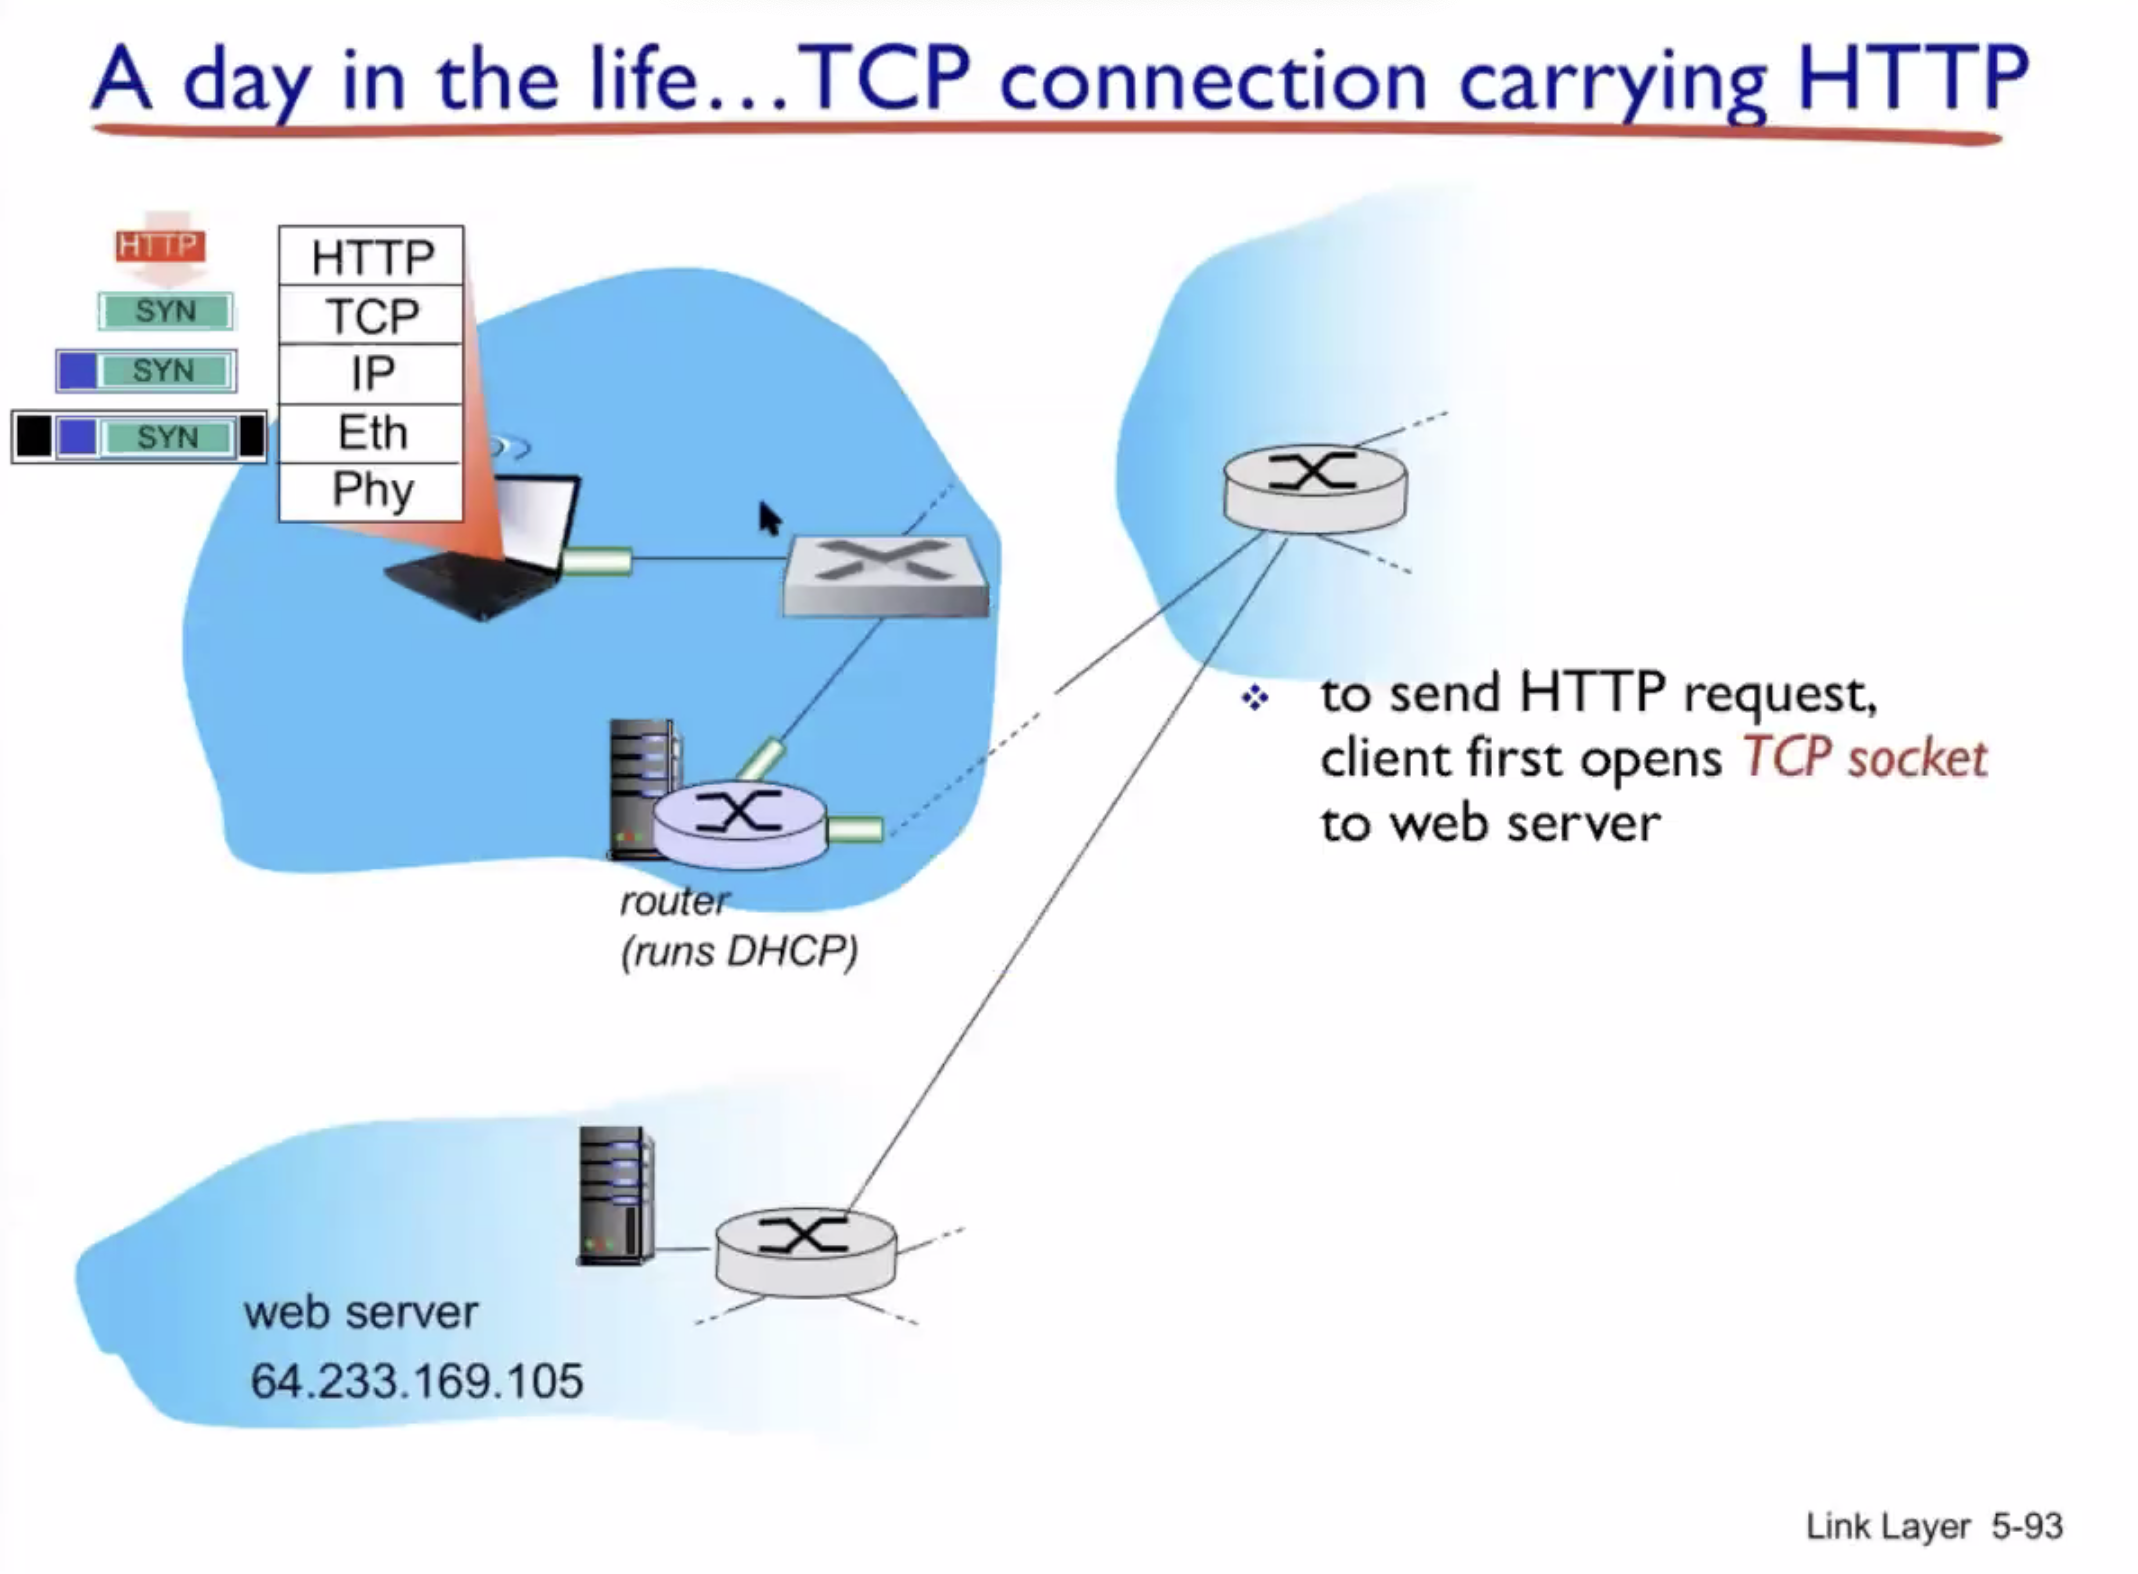 A day in the life…TCP connection carrying HTTP
HTTP
SYN
SYN
SYN
HTTP
TCP
IP
Eth
Phy
router
(runs DHCP)
❖ to send HTTP request,
client first opens TCP socket
to web server
web server
64.233.169.105
Link Layer 5-93